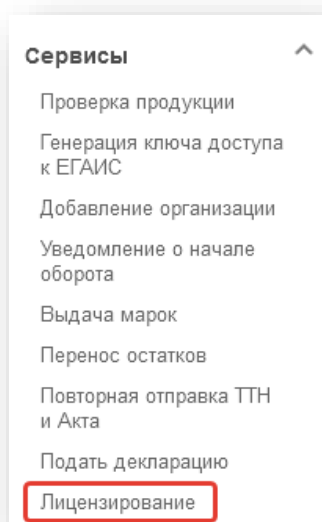 Сервисы
Проверка продукции
Генерация ключа доступа
к ЕГАИС
Добавление организации
Уведомление о начале
оборота
Выдача марок
Перенос остатков
Повторная отправка ТТН
и Акта
Подать декларацию
Лицензирование